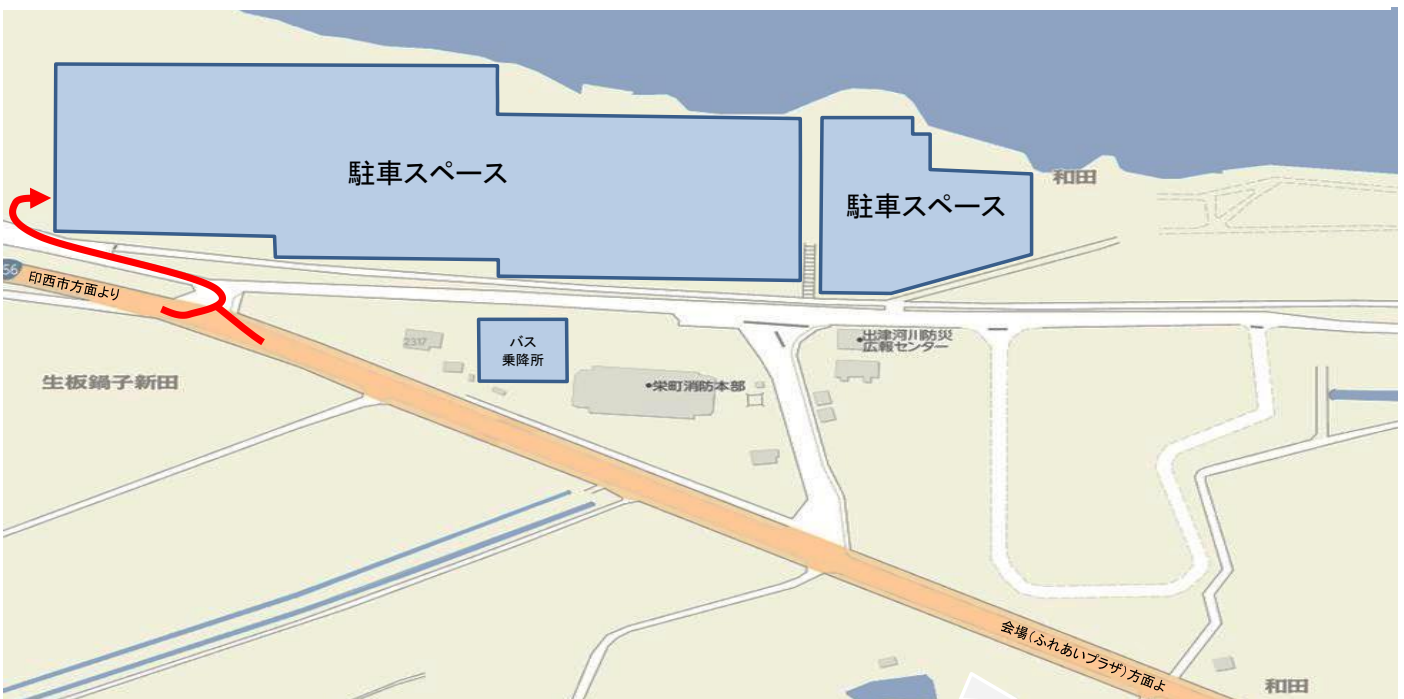 駐車スペース
駐車スペース
和田
56
印西市方面より
2317
バス
乗降所
出津河川防災
広報センター
生板鍋子新田
栄町消防本部
会場(ふれあいプラザ)方面よ
和田